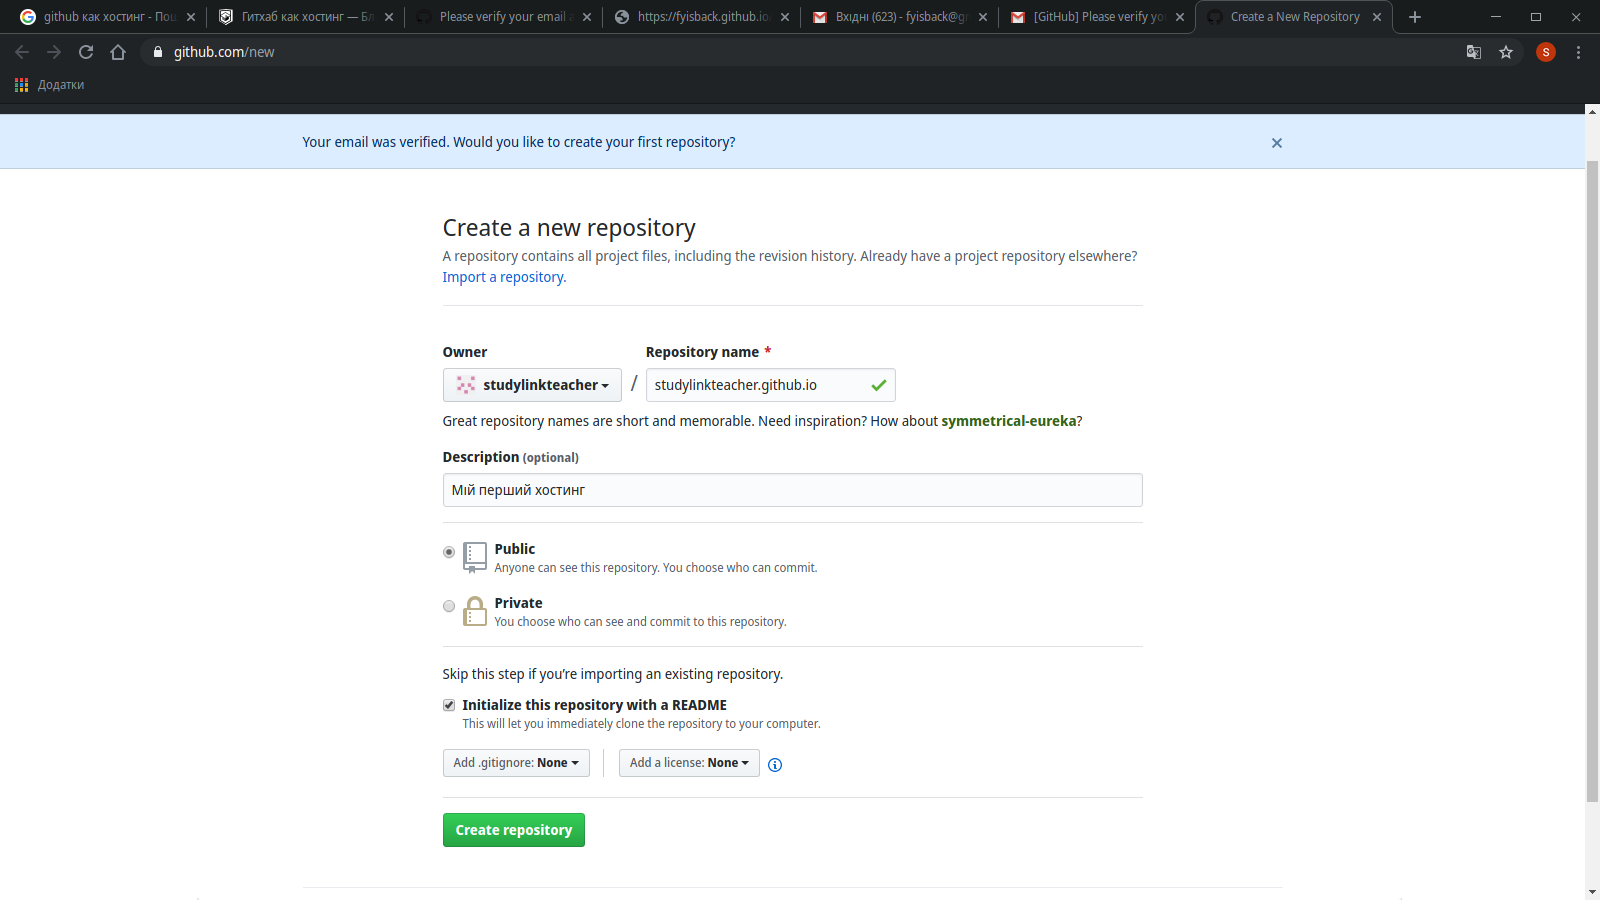 github как хостинг - Пош
Гитхаб как хостинг — Бл
Please verify your email a
https://fyisback.github.io
Вхідні (623) - fyisback@gm
[GitHub] Please verify yo
Create a New Repository
github.com/new
S
Додатки
Your email was verified. Would you like to create your first repository?
Create a new repository
A repository contains all project files, including the revision history. Already have a project repository elsewhere?
Import a repository.
Owner
Repository name *
studylinkteacher / studylinkteacher.github.io
Great repository names are short and memorable. Need inspiration? How about symmetrical-eureka?
Description (optional)
Мій перший хостинг
Public
Anyone can see this repository. You choose who can commit.
Private
You choose who can see and commit to this repository.
Skip this step if you’re importing an existing repository.
Initialize this repository with a README
This will let you immediately clone the repository to your computer.
Add .gitignore: None
Add a license: None
Create repository